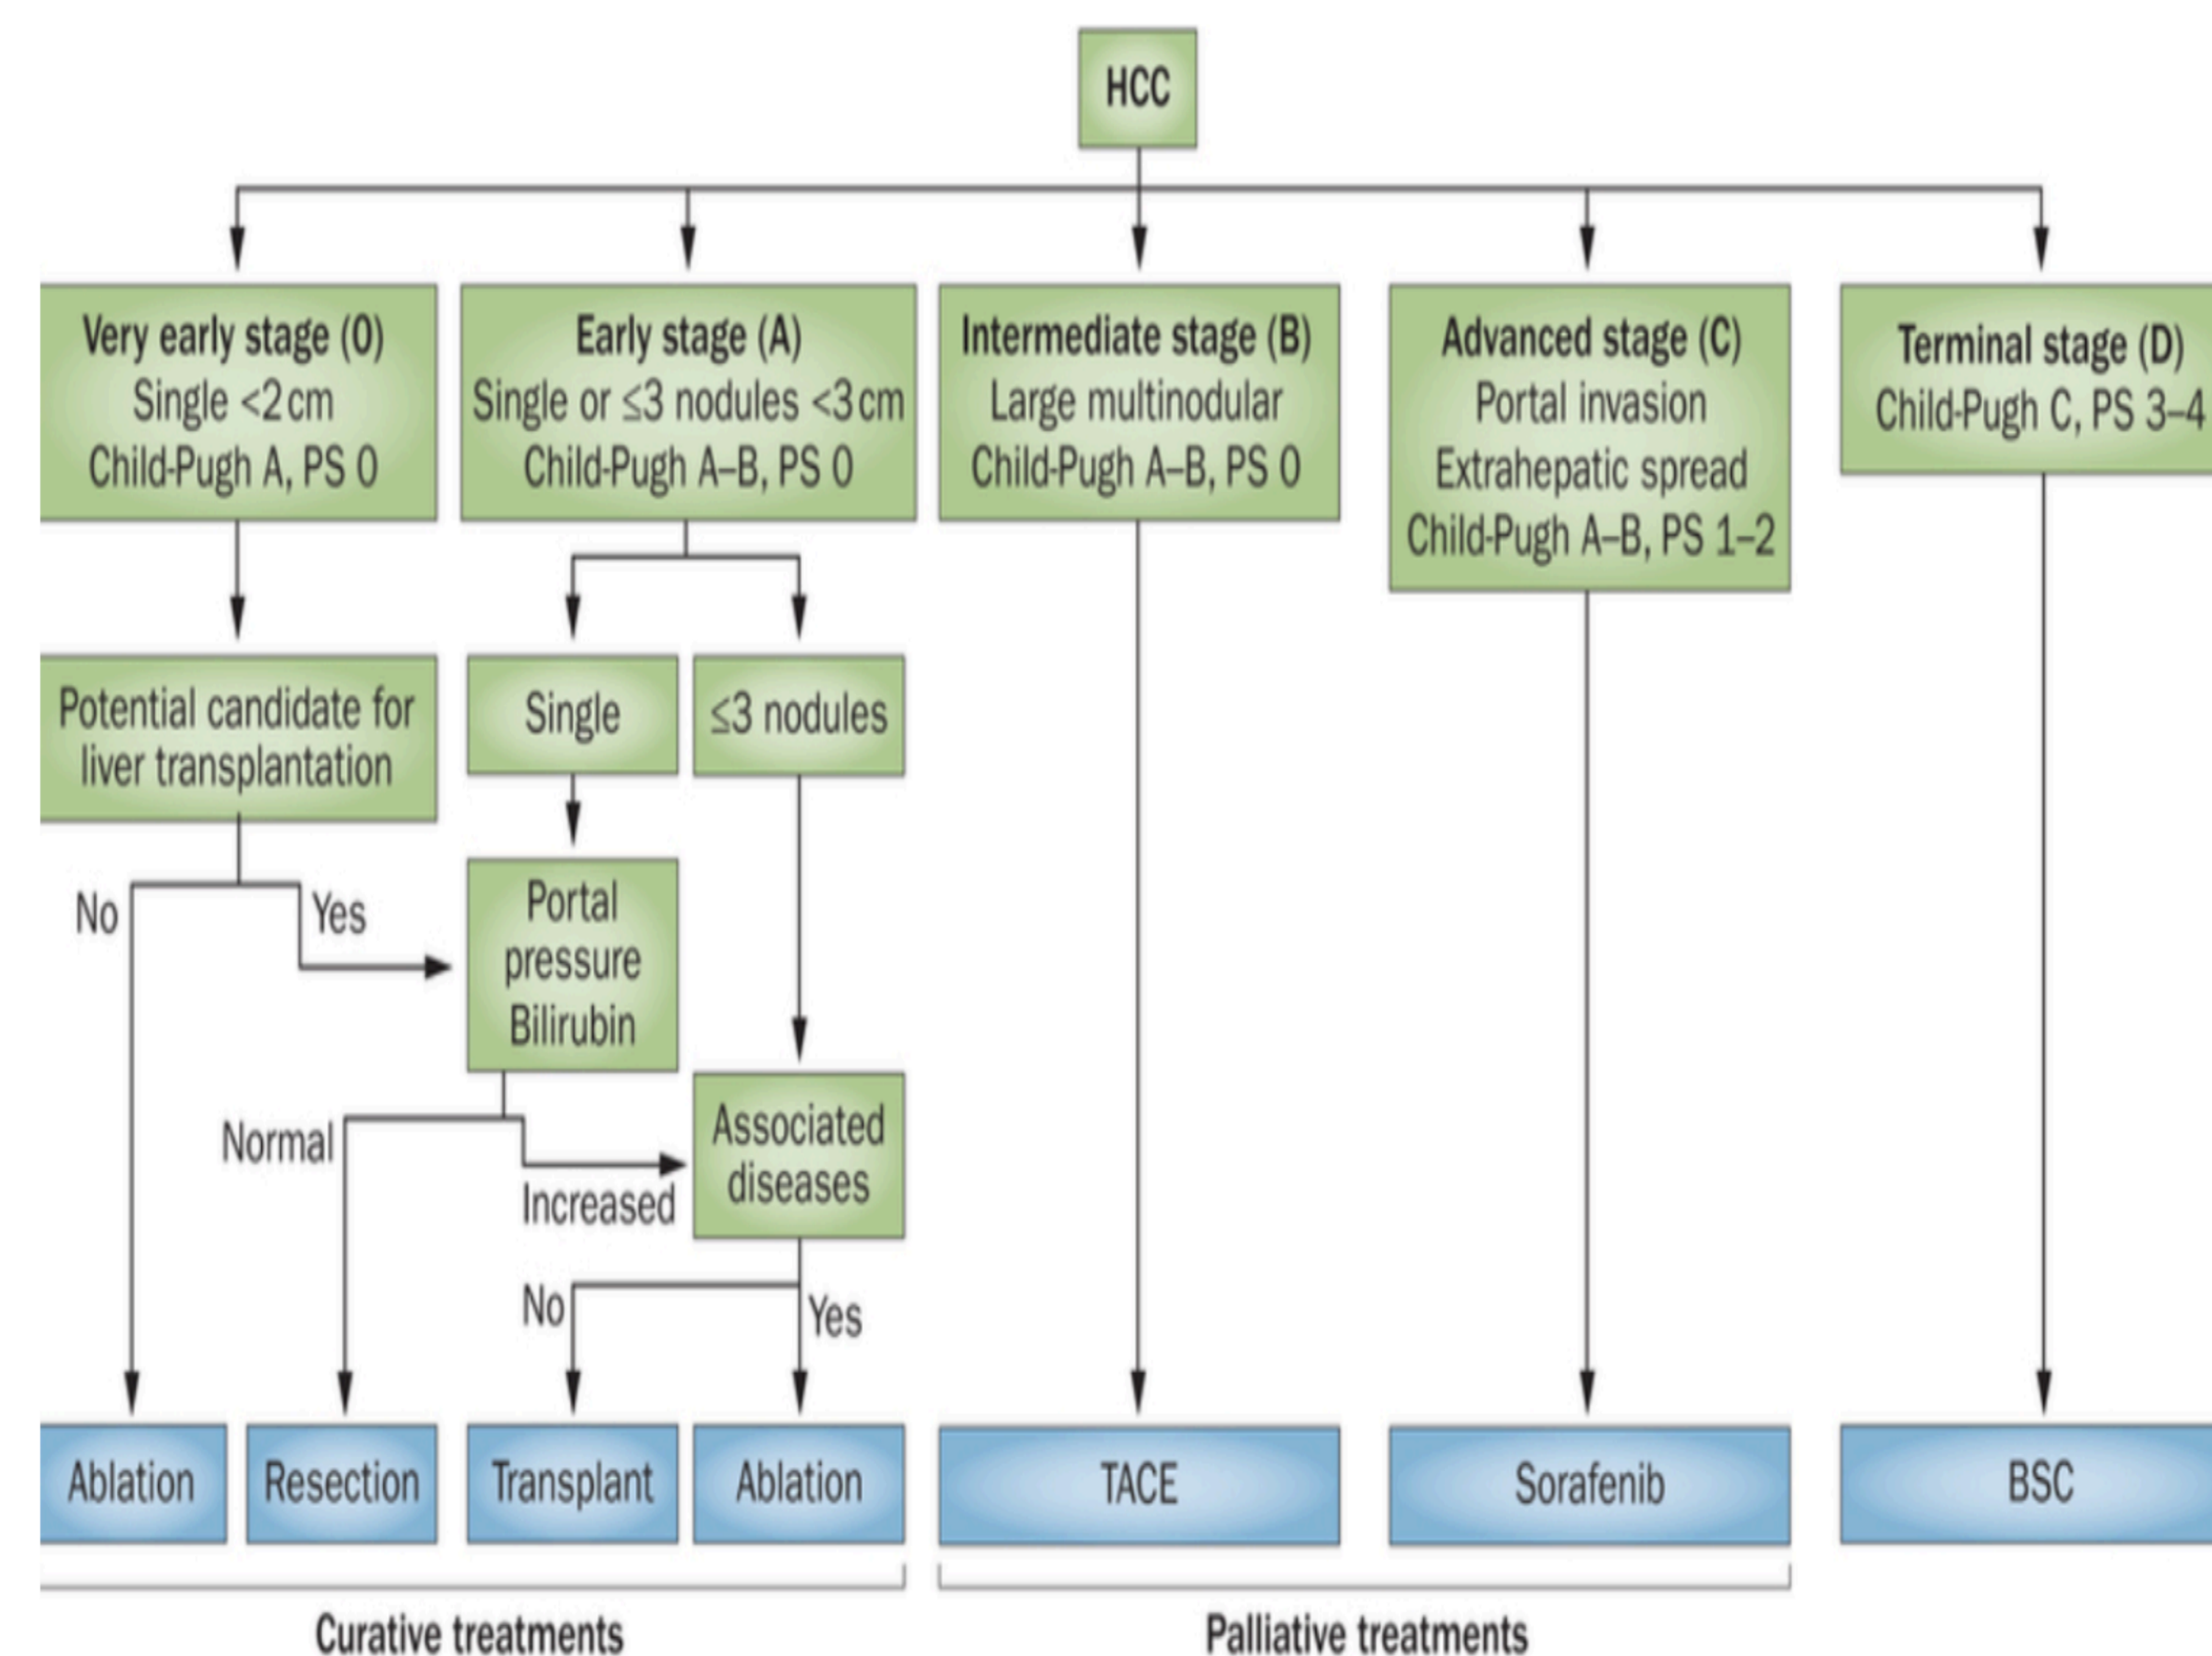 HCC
Very early stage (0)
Single <2 cm
Child-Pugh A, PS 0
Early stage (A)
Single or ≤3 nodules <3 cm
Child-Pugh A–B, PS 0
Intermediate stage (B)
Large multinodular
Child-Pugh A–B, PS 0
Advanced stage (C)
Portal invasion
Extrahepatic spread
Child-Pugh A–B, PS 1–2
Terminal stage (D)
Child-Pugh C, PS 3–4
Potential candidate for
liver transplantation
Single
≤3 nodules
No
Yes
Portal
pressure
Bilirubin
Normal
Increased
Associated
diseases
No
Yes
Ablation
Resection
Transplant
Ablation
TACE
Sorafenib
BSC
Curative treatments
Palliative treatments